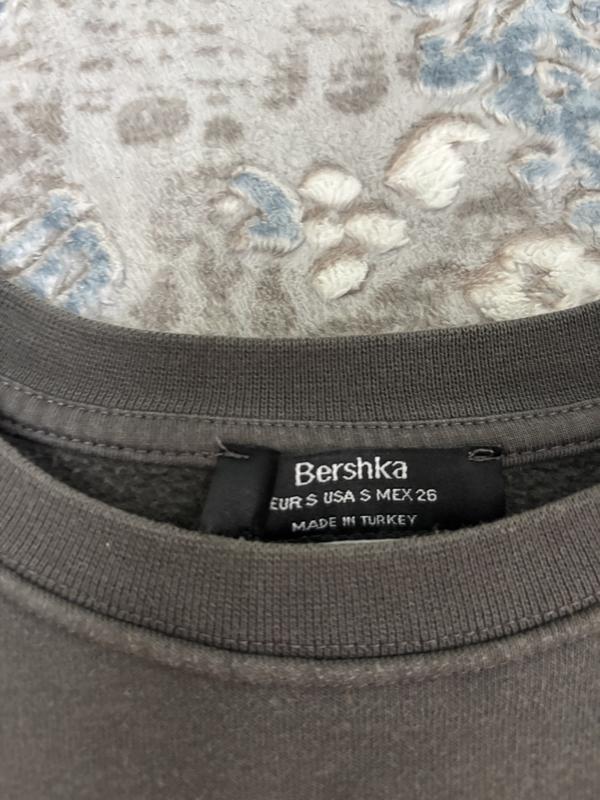 Bershka
EUR S USA S MEX 26
MADE IN TURKEY